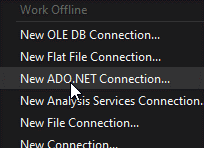 Work Offline
New OLE DB Connection...
New Flat File Connection...
New ADO.NET Connection...
New Analysis Services Connection...
New File Connection...
New Connection...